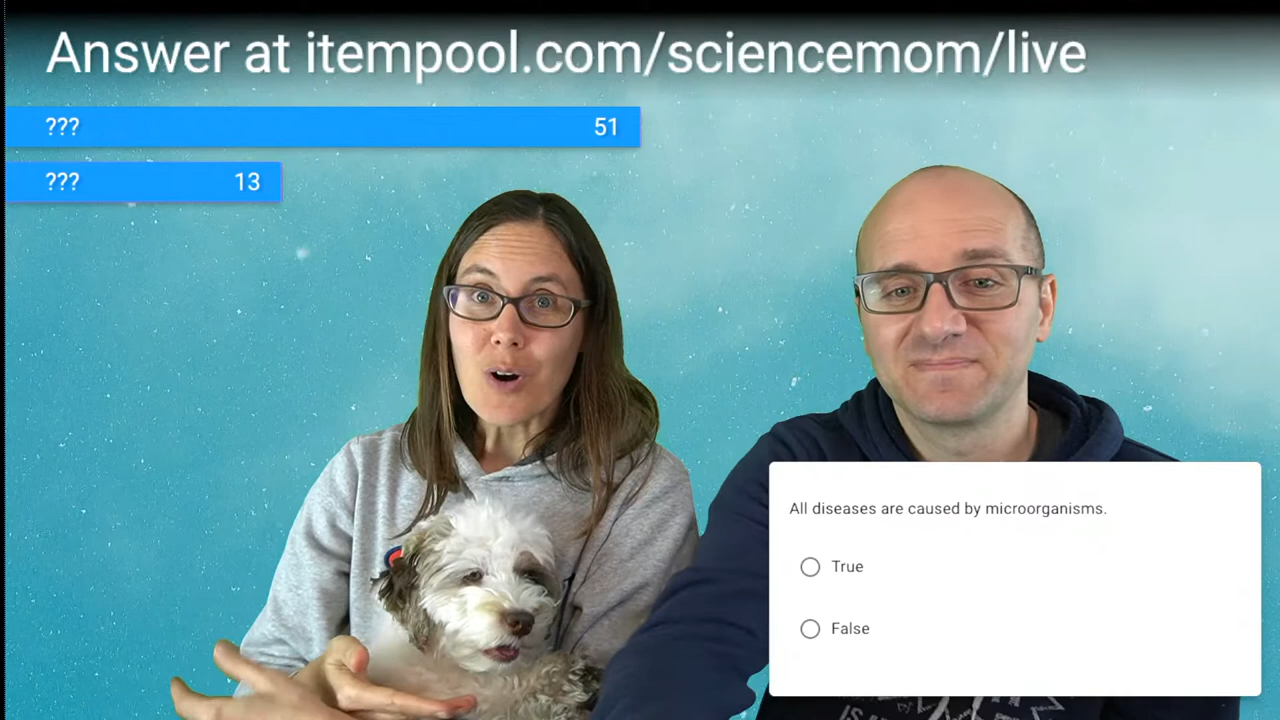 Answer at itempool.com/sciencemom/live
??? 51
??? 13
All diseases are caused by microorganisms.
True
False